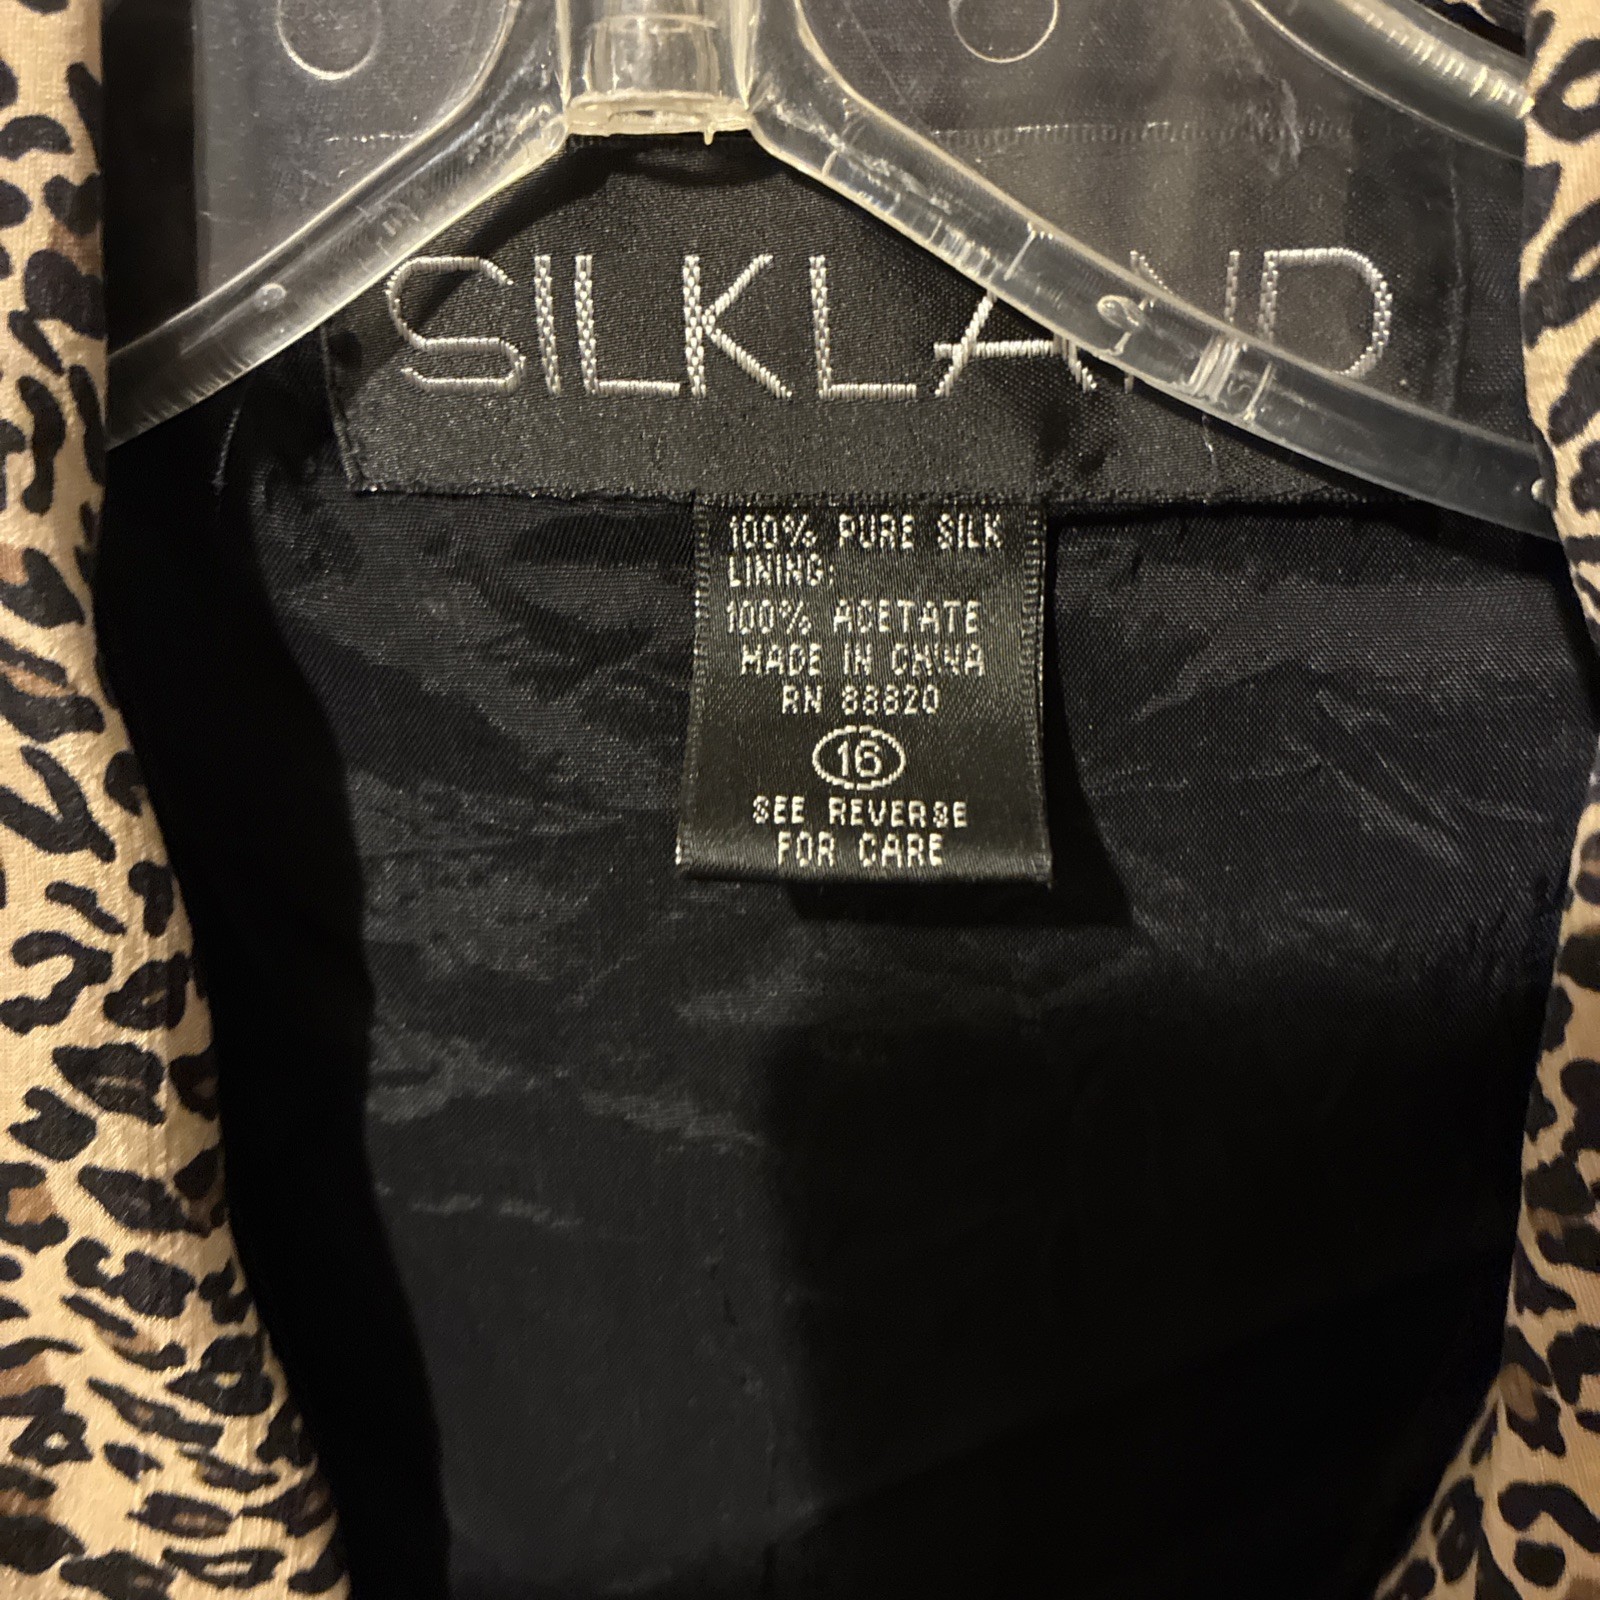 SILKLAND
100% PURE SILK
LINING:
100% ACETATE
MADE IN CHINA
RN 88820
16
SEE REVERSE
FOR CARE